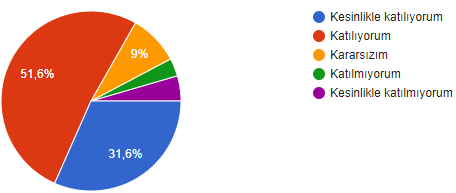 Kesinlikle katılıyorum
Katılıyorum
Kararsızım
Katılmıyorum
Kesinlikle katılmıyorum
9%
51,6%
31,6%